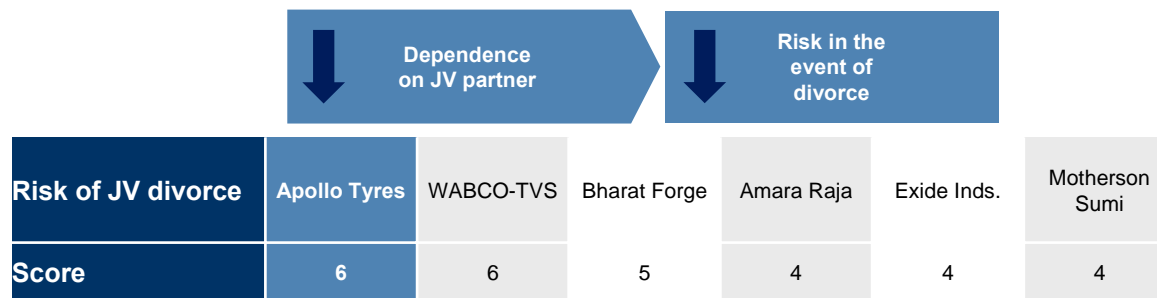 Dependence
on JV partner
Risk in the
event of
divorce
Risk of JV divorce
Apollo Tyres
WABCO-TVS
Bharat Forge
Amara Raja
Exide Inds.
Motherson
Sumi
Score
6
6
5
4
4
4